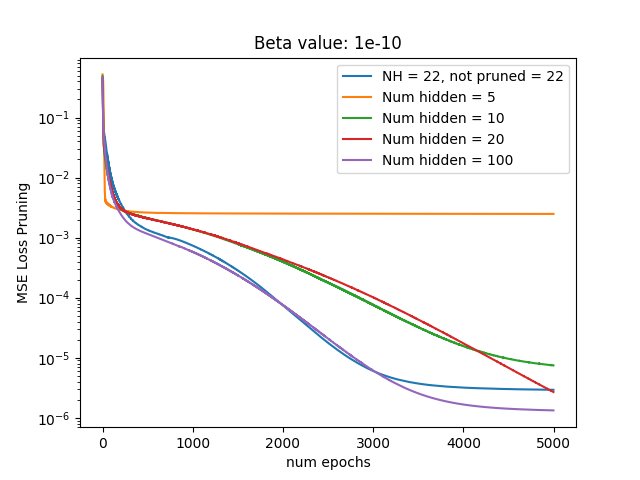 Beta value: 1e-10
NH = 22, not pruned = 22
Num hidden = 5
Num hidden = 10
Num hidden = 20
Num hidden = 100
MSE Loss Pruning
10⁻¹
10⁻²
10⁻³
10⁻⁴
10⁻⁵
10⁻⁶
0 1000 2000 3000 4000 5000
num epochs